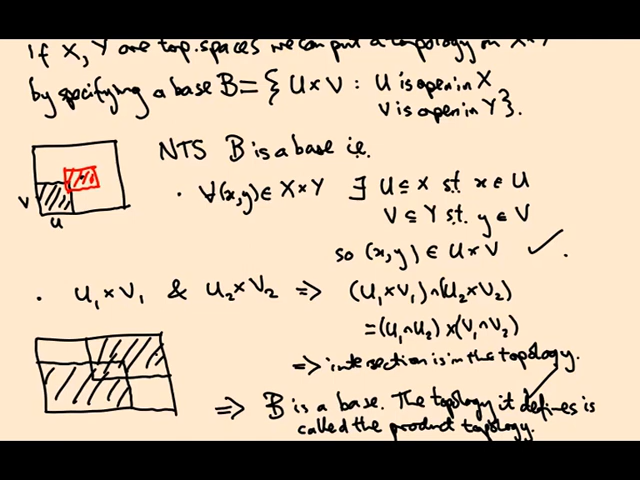 If X, Y are top. spaces we can put a topology on X×Y
by specifying a base B = { U×V : U is open in X
V is open in Y }.
NTS B is a base i.e.
V
U
· ∀(x,y) ∈ X×Y ∃ U ⊆ X st. x ∈ U
V ⊆ Y s.t. y ∈ V
so (x,y) ∈ U×V ✓.
· U₁×V₁ & U₂×V₂ => (U₁×V₁)∩(U₂×V₂)
=(U₁∩U₂)×(V₁∩V₂)
=> intersection is in the topology.
=> B is a base. The topology it defines is
called the product topology.